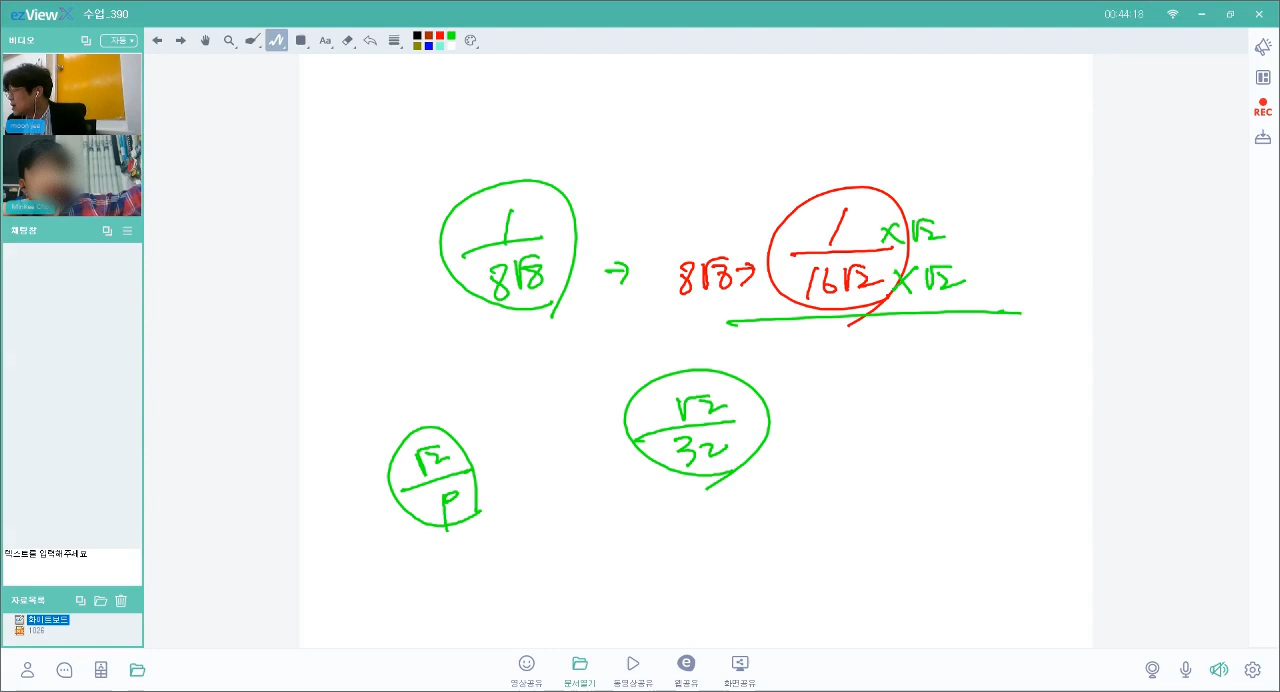 ezViewX 수업_390
00:44:18
비디오
자동
Aa
moon jae
채팅창
REC
1
8√8
→ 8√8 →
1 ×√2
16√2 ×√2
√2
32
√2
p
텍스트를 입력해주세요
자료목록
화이트보드
1026
영상공유 문서열기 동영상공유 웹공유 화면공유